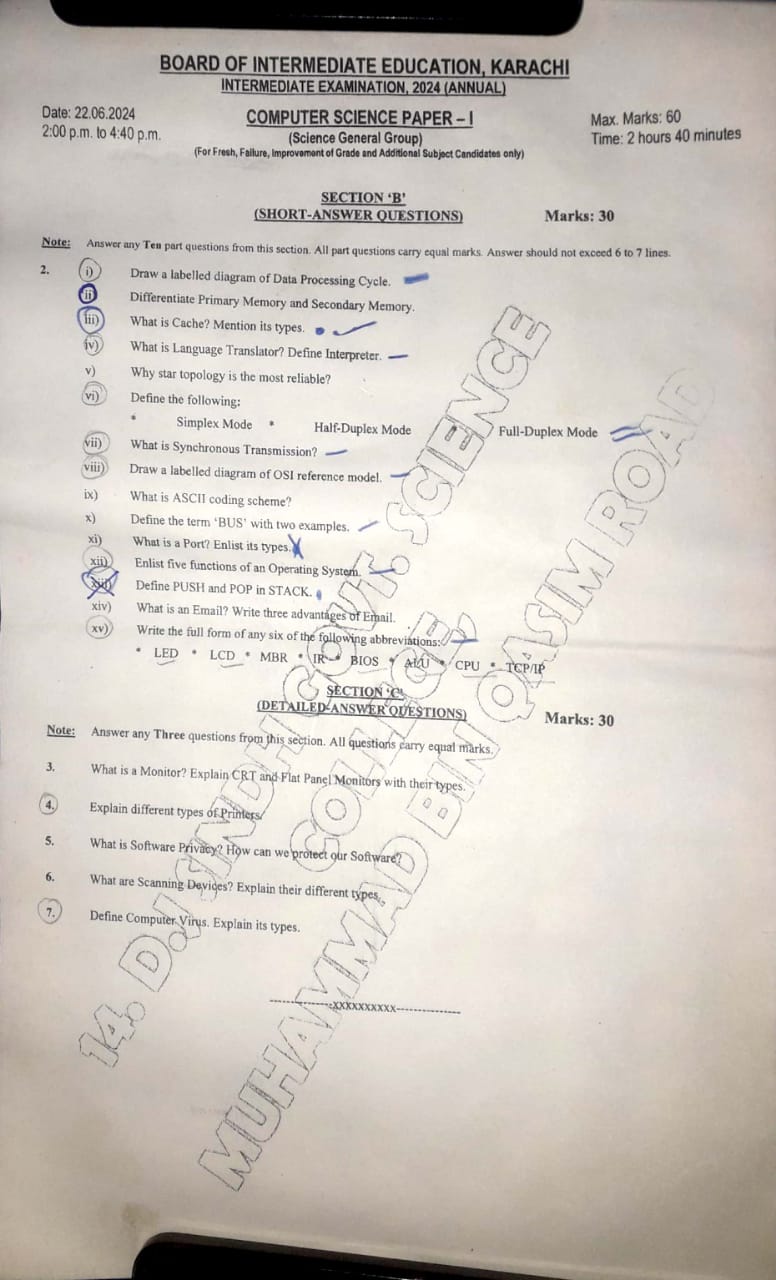 BOARD OF INTERMEDIATE EDUCATION, KARACHI
INTERMEDIATE EXAMINATION, 2024 (ANNUAL)
Date: 22.06.2024
2:00 p.m. to 4:40 p.m.
COMPUTER SCIENCE PAPER – I
(Science General Group)
(For Fresh, Failure, Improvement of Grade and Additional Subject Candidates only)
Max. Marks: 60
Time: 2 hours 40 minutes
SECTION ‘B’
(SHORT-ANSWER QUESTIONS) Marks: 30
Note: Answer any Ten part questions from this section. All part questions carry equal marks. Answer should not exceed 6 to 7 lines.
2. i) Draw a labelled diagram of Data Processing Cycle.
ii) Differentiate Primary Memory and Secondary Memory.
iii) What is Cache? Mention its types.
iv) What is Language Translator? Define Interpreter.
v) Why star topology is the most reliable?
vi) Define the following:
* Simplex Mode * Half-Duplex Mode Full-Duplex Mode
vii) What is Synchronous Transmission?
viii) Draw a labelled diagram of OSI reference model.
ix) What is ASCII coding scheme?
x) Define the term ‘BUS’ with two examples.
xi) What is a Port? Enlist its types.
xii) Enlist five functions of an Operating System.
xiii) Define PUSH and POP in STACK.
xiv) What is an Email? Write three advantages of Email.
xv) Write the full form of any six of the following abbreviations:
* LED * LCD * MBR * IR * BIOS * ALU * CPU * TCP/IP
SECTION ‘C’
(DETAILED-ANSWER QUESTIONS) Marks: 30
Note: Answer any Three questions from this section. All questions carry equal marks.
3. What is a Monitor? Explain CRT and Flat Panel Monitors with their types.
4. Explain different types of Printers.
5. What is Software Privacy? How can we protect our Software?
6. What are Scanning Devices? Explain their different types.
7. Define Computer Virus. Explain its types.
-----------------xxxxxxxxxx-----------------
14. DJ SINDH GOVT. SCIENCE
COLLEGE,
MUHAMMAD BIN QASIM ROAD